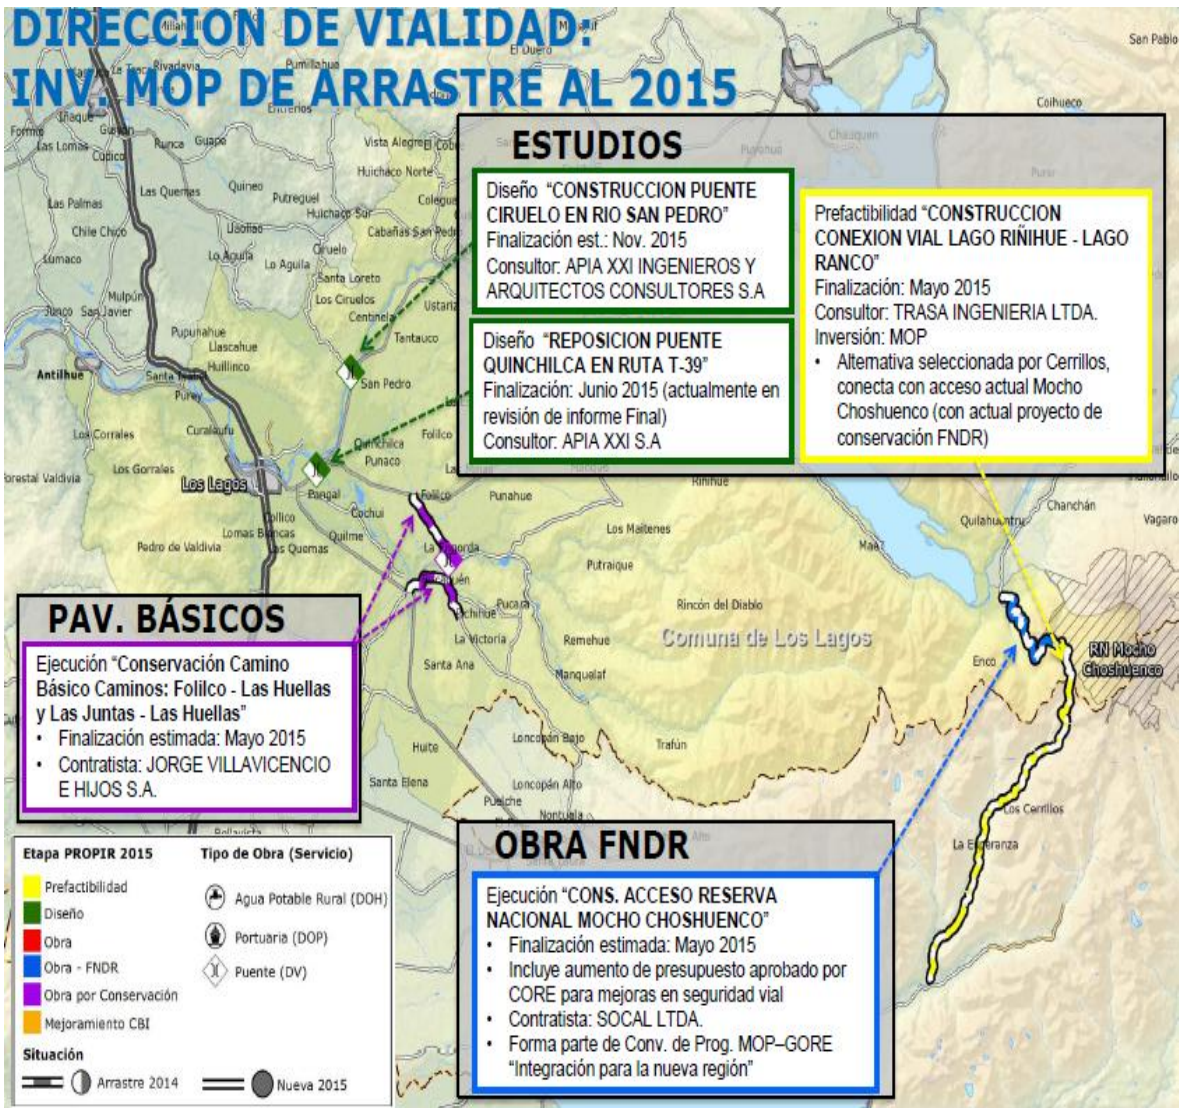 DIRECCION DE VIALIDAD:
INV. MOP DE ARRASTRE AL 2015
ESTUDIOS
Diseño “CONSTRUCCION PUENTE
CIRUELO EN RIO SAN PEDRO”
Finalización est.: Nov. 2015
Consultor: APIA XXI INGENIEROS Y
ARQUITECTOS CONSULTORES S.A
Diseño “REPOSICION PUENTE
QUINCHILCA EN RUTA T-39”
Finalización: Junio 2015 (actualmente en
revisión de informe Final)
Consultor: APIA XXI S.A
Prefactibilidad “CONSTRUCCION
CONEXION VIAL LAGO RIÑIHUE - LAGO
RANCO”
Finalización: Mayo 2015
Consultor: TRASA INGENIERIA LTDA.
Inversión: MOP
• Alternativa seleccionada por Cerrillos,
conecta con acceso actual Mocho
Choshuenco (con actual proyecto de
conservación FNDR)
PAV. BÁSICOS
Ejecución “Conservación Camino
Básico Caminos: Folilco - Las Huellas
y Las Juntas - Las Huellas”
• Finalización estimada: Mayo 2015
• Contratista: JORGE VILLAVICENCIO
E HIJOS S.A.
OBRA FNDR
Ejecución “CONS. ACCESO RESERVA
NACIONAL MOCHO CHOSHUENCO”
• Finalización estimada: Mayo 2015
• Incluye aumento de presupuesto aprobado por
CORE para mejoras en seguridad vial
• Contratista: SOCAL LTDA.
• Forma parte de Conv. de Prog. MOP–GORE
“Integración para la nueva región”
Etapa PROPIR 2015
Prefactibilidad
Diseño
Obra
Obra - FNDR
Obra por Conservación
Mejoramiento CBI
Tipo de Obra (Servicio)
Agua Potable Rural (DOH)
Portuaria (DOP)
Puente (DV)
Situación
Arrastre 2014
Nueva 2015
San Pablo
Coihueco
Rivadavia
Pumillahue
El Duero
Iñaque
Las Lomas
Cudico
Runca
Guapo
Vista Alegre
Huichaco Norte
Las Quemas
Quineo
Putreguel
Huichaco Sur
Las Palmas
Chile Chico
Cabañas San Pedro
Ciruelo
Lo Aguila
Lo Aguila
Santa Loreto
Los Ciruelos
Centinela
Mulpún
San Javier
Pupunahue
Llascahue
Huillinco
Tantauco
Antilhue
Purey
San Pedro
Los Corrales
Curalaufu
Quinchilca
Folilco
Punaco
Los Gorrales
Los Lagos
Pangal
Folilco
Punahue
Riñihue
Chanchán
Vagaro
Cochui
Los Maitenes
Quilme
Las Quemas
Pedro de Valdivia
Putraique
Pucara
Rincón del Diablo
La Victoria
Remehue
Comuna de Los Lagos
Enco
RN Mocho
Choshuenco
Santa Ana
Manquelaf
Huite
Loncopán Bajo
Trafún
Santa Elena
Loncopán Alto
Los Cerrillos
La Esperanza